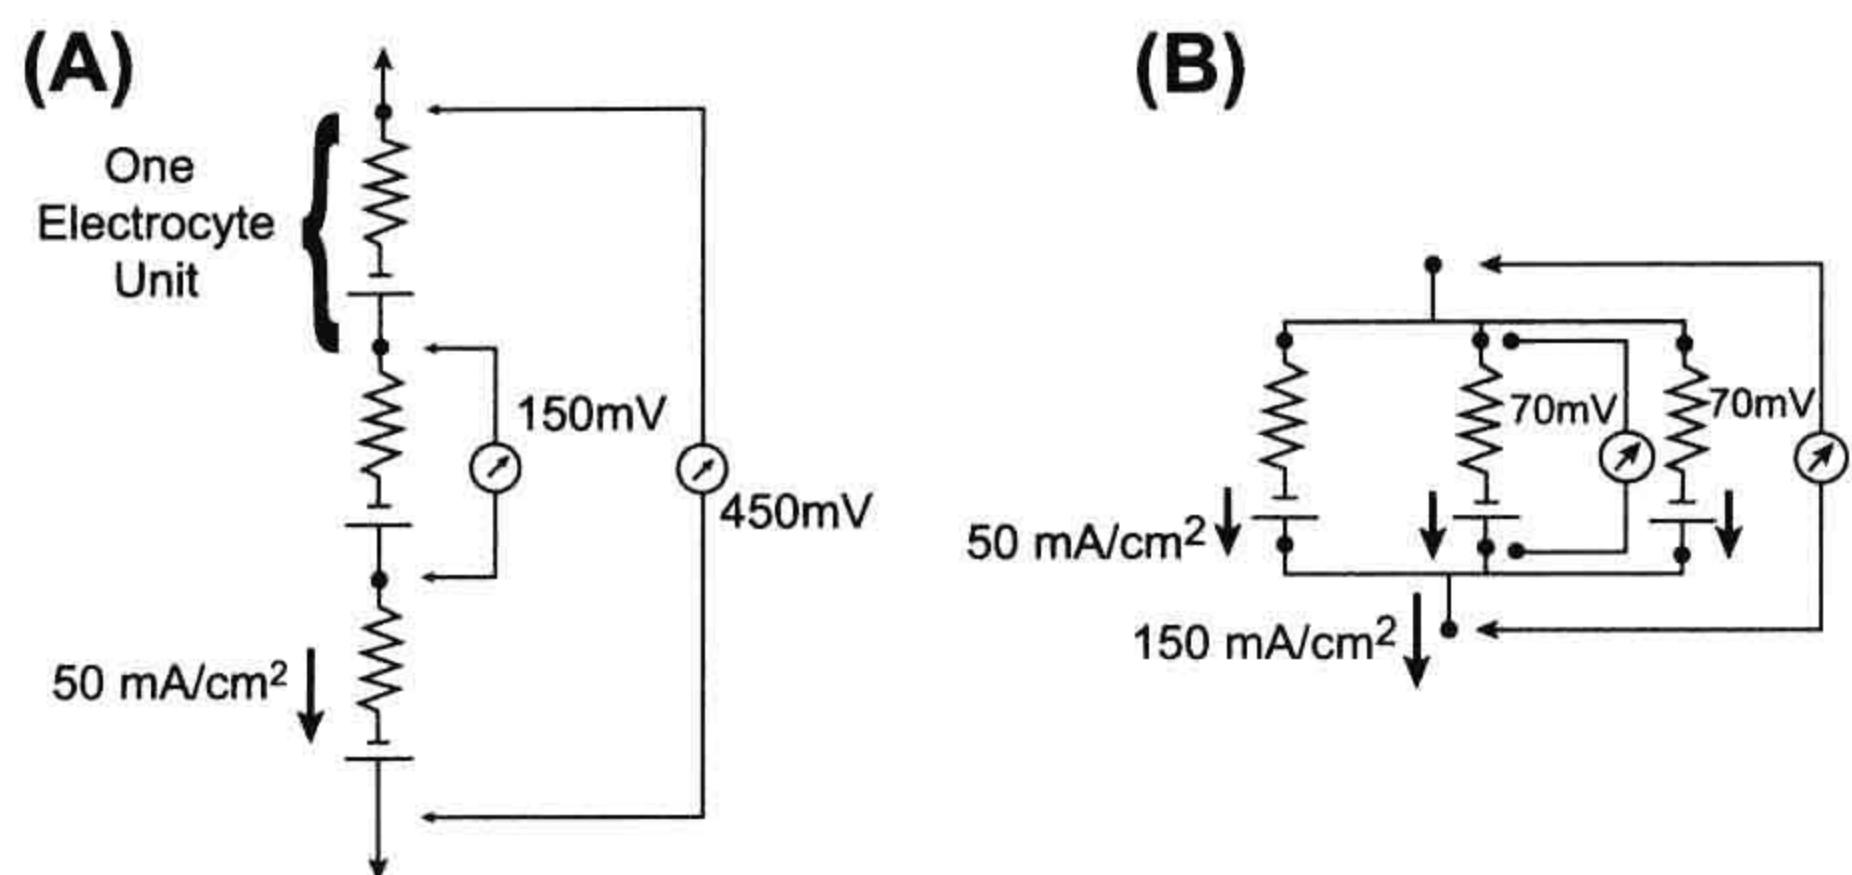 (A)
One
Electrocyte
Unit
150mV
450mV
50 mA/cm²
(B)
70mV
70mV
50 mA/cm²
150 mA/cm²